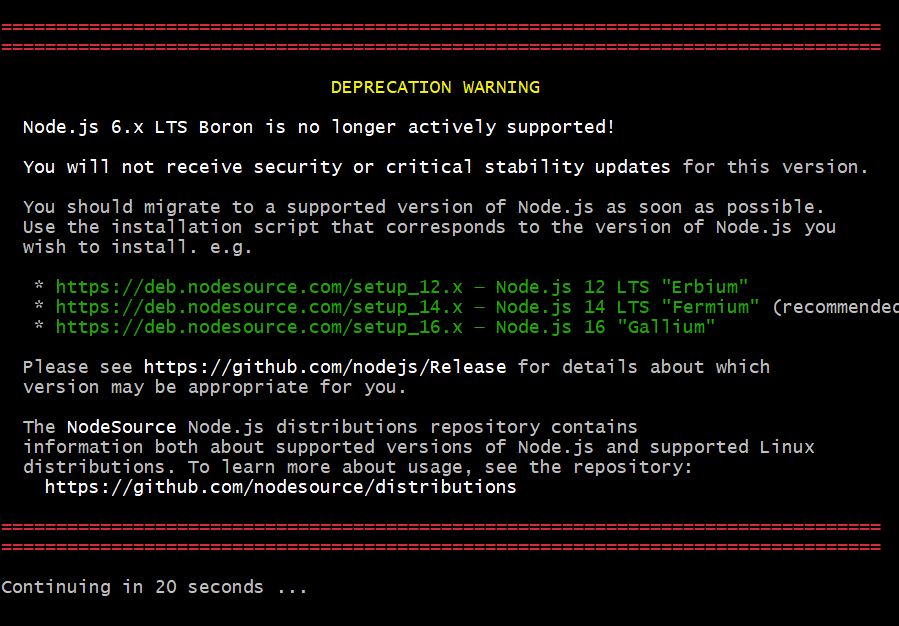 ================================================================================
================================================================================
DEPRECATION WARNING
Node.js 6.x LTS Boron is no longer actively supported!
You will not receive security or critical stability updates for this version.
You should migrate to a supported version of Node.js as soon as possible.
Use the installation script that corresponds to the version of Node.js you
wish to install. e.g.
* https://deb.nodesource.com/setup_12.x — Node.js 12 LTS "Erbium"
* https://deb.nodesource.com/setup_14.x — Node.js 14 LTS "Fermium" (recommended
* https://deb.nodesource.com/setup_16.x — Node.js 16 "Gallium"
Please see https://github.com/nodejs/Release for details about which
version may be appropriate for you.
The NodeSource Node.js distributions repository contains
information both about supported versions of Node.js and supported Linux
distributions. To learn more about usage, see the repository:
https://github.com/nodesource/distributions
================================================================================
================================================================================
Continuing in 20 seconds ...